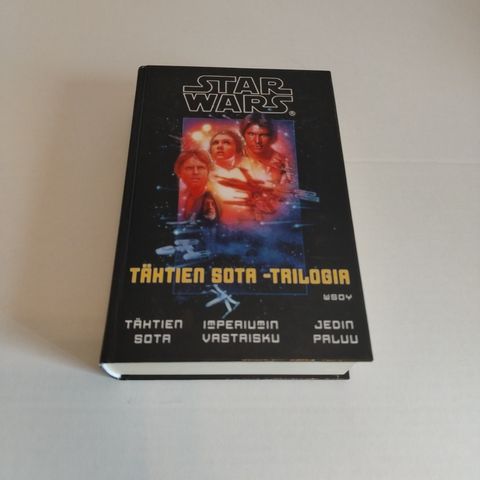 STAR
WARS®
TÄHTIEN SOTA -TRILOGIA
WSOY
TÄHTIEN
SOTA
IMPERIUMIN
VASTAISKU
JEDIN
PALUU